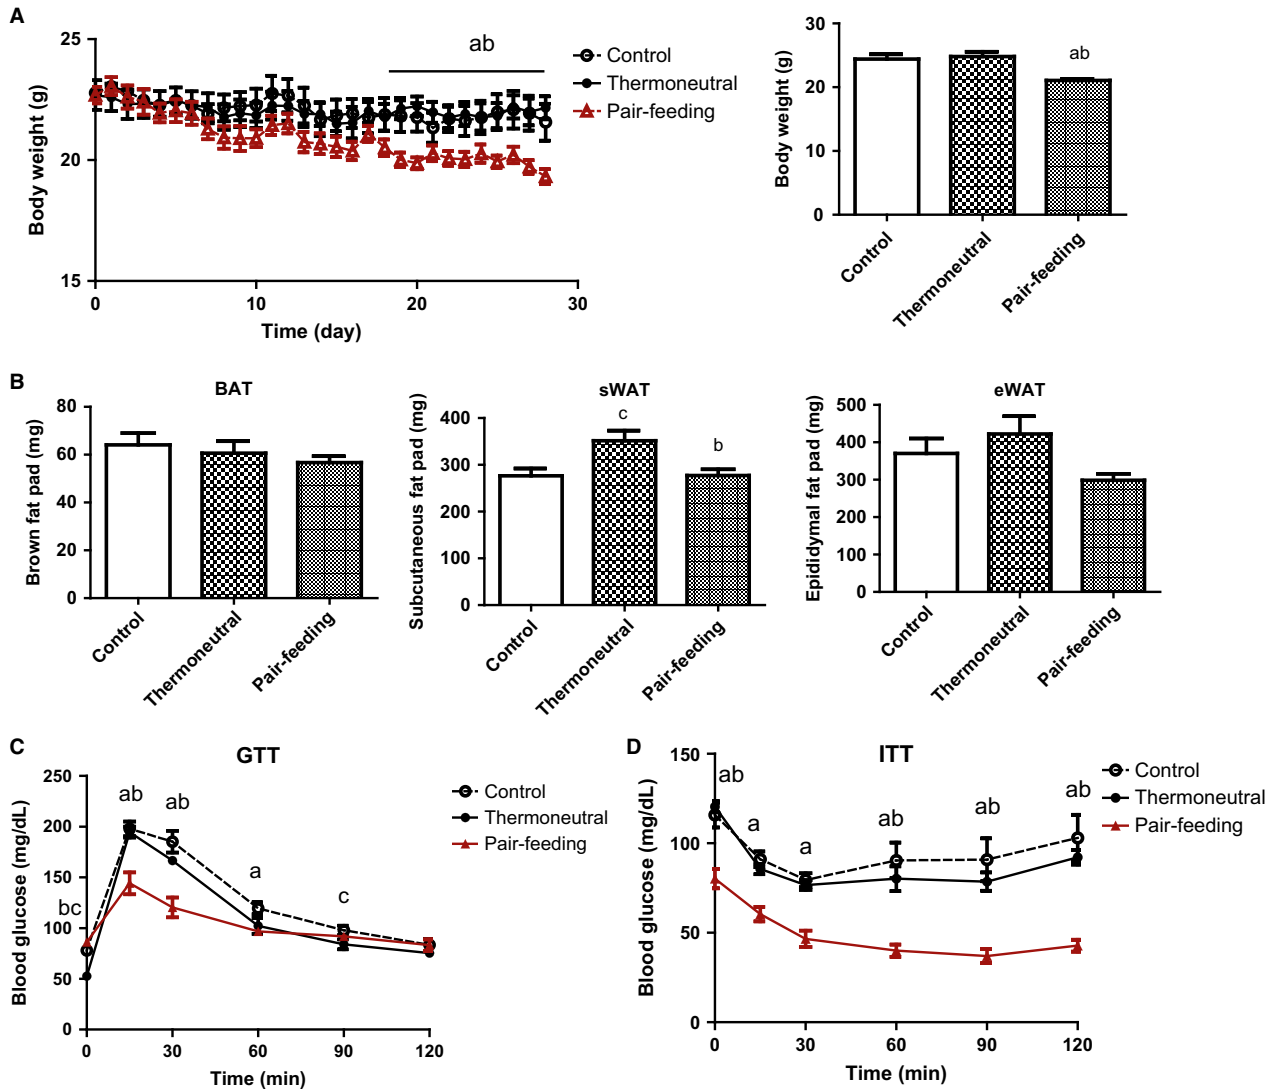 A
25
20
15
Body weight (g)
0
10
20
30
Time (day)
ab
Control
Thermoneutral
Pair-feeding
30
20
10
0
Body weight (g)
ab
Control
Thermoneutral
Pair-feeding
B
BAT
80
60
40
20
0
Brown fat pad (mg)
Control
Thermoneutral
Pair-feeding
sWAT
400
300
200
100
0
Subcutaneous fat pad (mg)
c
b
Control
Thermoneutral
Pair-feeding
eWAT
500
400
300
200
100
0
Epididymal fat pad (mg)
Control
Thermoneutral
Pair-feeding
C
GTT
250
200
150
100
50
0
Blood glucose (mg/dL)
bc
ab
ab
a
c
0
30
60
90
120
Time (min)
Control
Thermoneutral
Pair-feeding
D
ITT
150
100
50
0
Blood glucose (mg/dL)
ab
a
a
ab
ab
ab
0
30
60
90
120
Time (min)
Control
Thermoneutral
Pair-feeding